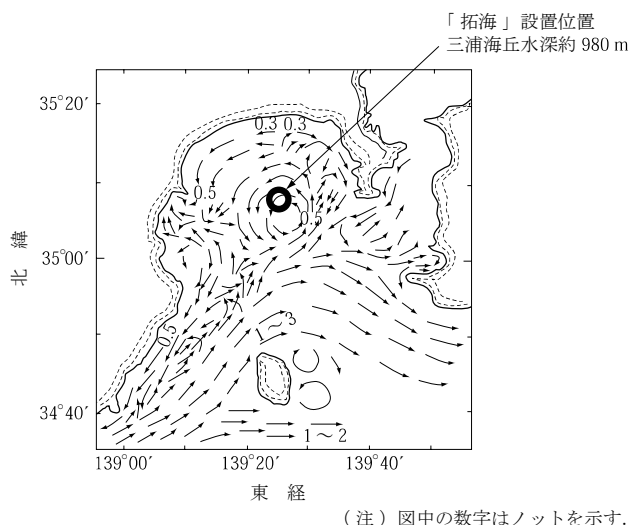 「拓海」設置位置
三浦海丘水深約 980 m
35°20′
0.3 0.3
0.5
0.5
35°00′
北 緯
0.5
1～3
34°40′
1～2
139°00′
139°20′
139°40′
東 経
（注）図中の数字はノットを示す．